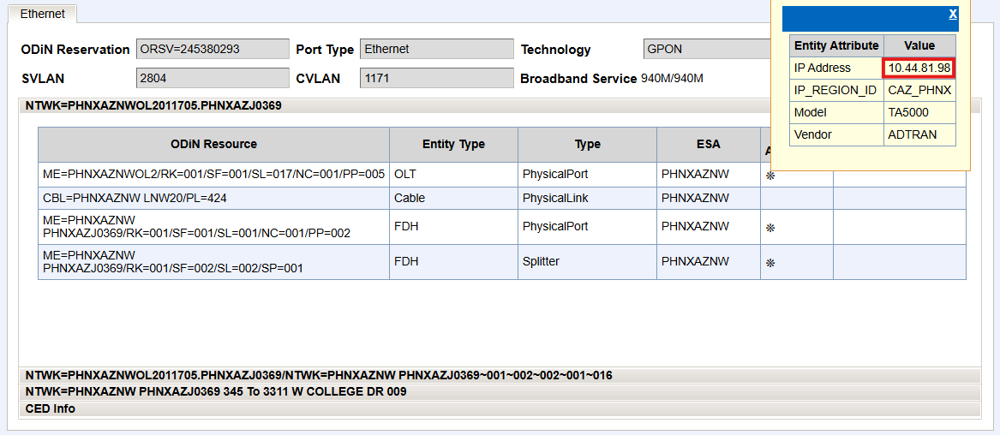 Ethernet
X
ODiN Reservation ORSV=245380293 Port Type Ethernet Technology GPON
SVLAN 2804 CVLAN 1171 Broadband Service 940M/940M
Entity Attribute Value
IP Address 10.44.81.98
IP_REGION_ID CAZ_PHNX
Model TA5000
Vendor ADTRAN
NTWK=PHNXAZNWOL2011705.PHNXAZJ0369
ODiN Resource Entity Type Type ESA
ME=PHNXAZNWOL2/RK=001/SF=001/SL=017/NC=001/PP=005 OLT PhysicalPort PHNXAZNW ❊
CBL=PHNXAZNW LNW20/PL=424 Cable PhysicalLink PHNXAZNW
ME=PHNXAZNW
PHNXAZJ0369/RK=001/SF=001/SL=001/NC=001/PP=002 FDH PhysicalPort PHNXAZNW ❊
ME=PHNXAZNW
PHNXAZJ0369/RK=001/SF=002/SL=002/SP=001 FDH Splitter PHNXAZNW ❊
NTWK=PHNXAZNWOL2011705.PHNXAZJ0369/NTWK=PHNXAZNW PHNXAZJ0369~001~002~002~001~016
NTWK=PHNXAZNW PHNXAZJ0369 345 To 3311 W COLLEGE DR 009
CED Info